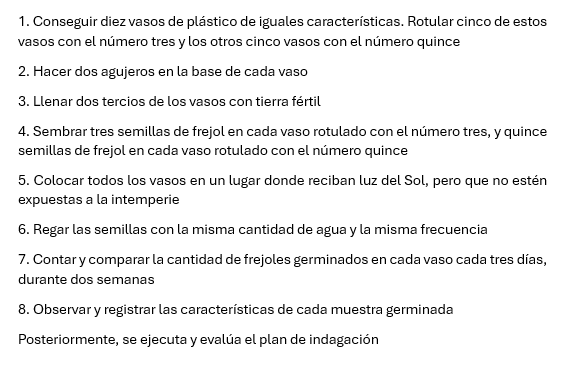 1. Conseguir diez vasos de plástico de iguales características. Rotular cinco de estos
vasos con el número tres y los otros cinco vasos con el número quince
2. Hacer dos agujeros en la base de cada vaso
3. Llenar dos tercios de los vasos con tierra fértil
4. Sembrar tres semillas de frejol en cada vaso rotulado con el número tres, y quince
semillas de frejol en cada vaso rotulado con el número quince
5. Colocar todos los vasos en un lugar donde reciban luz del Sol, pero que no estén
expuestas a la intemperie
6. Regar las semillas con la misma cantidad de agua y la misma frecuencia
7. Contar y comparar la cantidad de frejoles germinados en cada vaso cada tres días,
durante dos semanas
8. Observar y registrar las características de cada muestra germinada
Posteriormente, se ejecuta y evalúa el plan de indagación